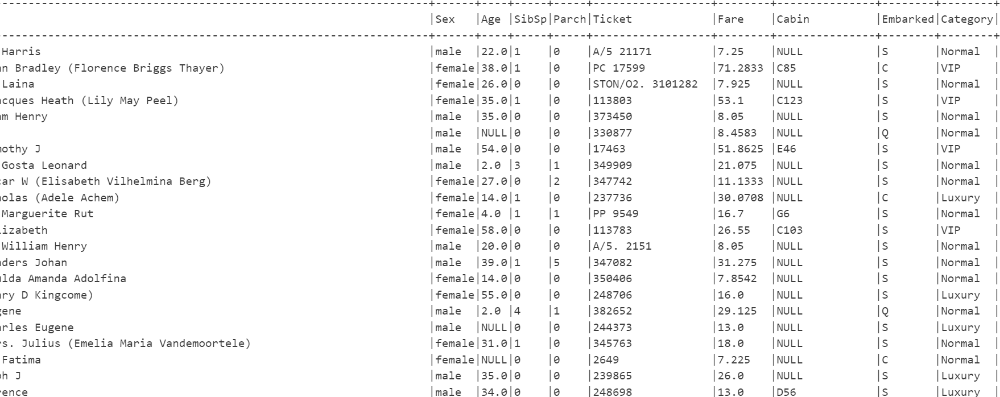 |Sex |Age |SibSp|Parch|Ticket |Fare |Cabin |Embarked|Category|
Harris |male |22.0|1 |0 |A/5 21171 |7.25 |NULL |S |Normal |
n Bradley (Florence Briggs Thayer) |female|38.0|1 |0 |PC 17599 |71.2833 |C85 |C |VIP |
Laina |female|26.0|0 |0 |STON/O2. 3101282 |7.925 |NULL |S |Normal |
acques Heath (Lily May Peel) |female|35.0|1 |0 |113803 |53.1 |C123 |S |VIP |
am Henry |male |35.0|0 |0 |373450 |8.05 |NULL |S |Normal |
|male |NULL|0 |0 |330877 |8.4583 |NULL |Q |Normal |
mothy J |male |54.0|0 |0 |17463 |51.8625 |E46 |S |VIP |
Gosta Leonard |male |2.0 |3 |1 |349909 |21.075 |NULL |S |Normal |
car W (Elisabeth Vilhelmina Berg) |female|27.0|0 |2 |347742 |11.1333 |NULL |S |Normal |
holas (Adele Achem) |female|14.0|1 |0 |237736 |30.0708 |NULL |C |Luxury |
Marguerite Rut |female|4.0 |1 |1 |PP 9549 |16.7 |G6 |S |Normal |
lizabeth |female|58.0|0 |0 |113783 |26.55 |C103 |S |VIP |
William Henry |male |20.0|0 |0 |A/5. 2151 |8.05 |NULL |S |Normal |
nders Johan |male |39.0|1 |5 |347082 |31.275 |NULL |S |Normal |
ulda Amanda Adolfina |female|14.0|0 |0 |350406 |7.8542 |NULL |S |Normal |
ary D Kingcome) |female|55.0|0 |0 |248706 |16.0 |NULL |S |Luxury |
gene |male |2.0 |4 |1 |382652 |29.125 |NULL |Q |Normal |
arles Eugene |male |NULL|0 |0 |244373 |13.0 |NULL |S |Luxury |
rs. Julius (Emelia Maria Vandemoortele) |female|31.0|1 |0 |345763 |18.0 |NULL |S |Normal |
Fatima |female|NULL|0 |0 |2649 |7.225 |NULL |C |Normal |
ph J |male |35.0|0 |0 |239865 |26.0 |NULL |S |Luxury |
rence |male |34.0|0 |0 |248698 |13.0 |D56 |S |Luxury |